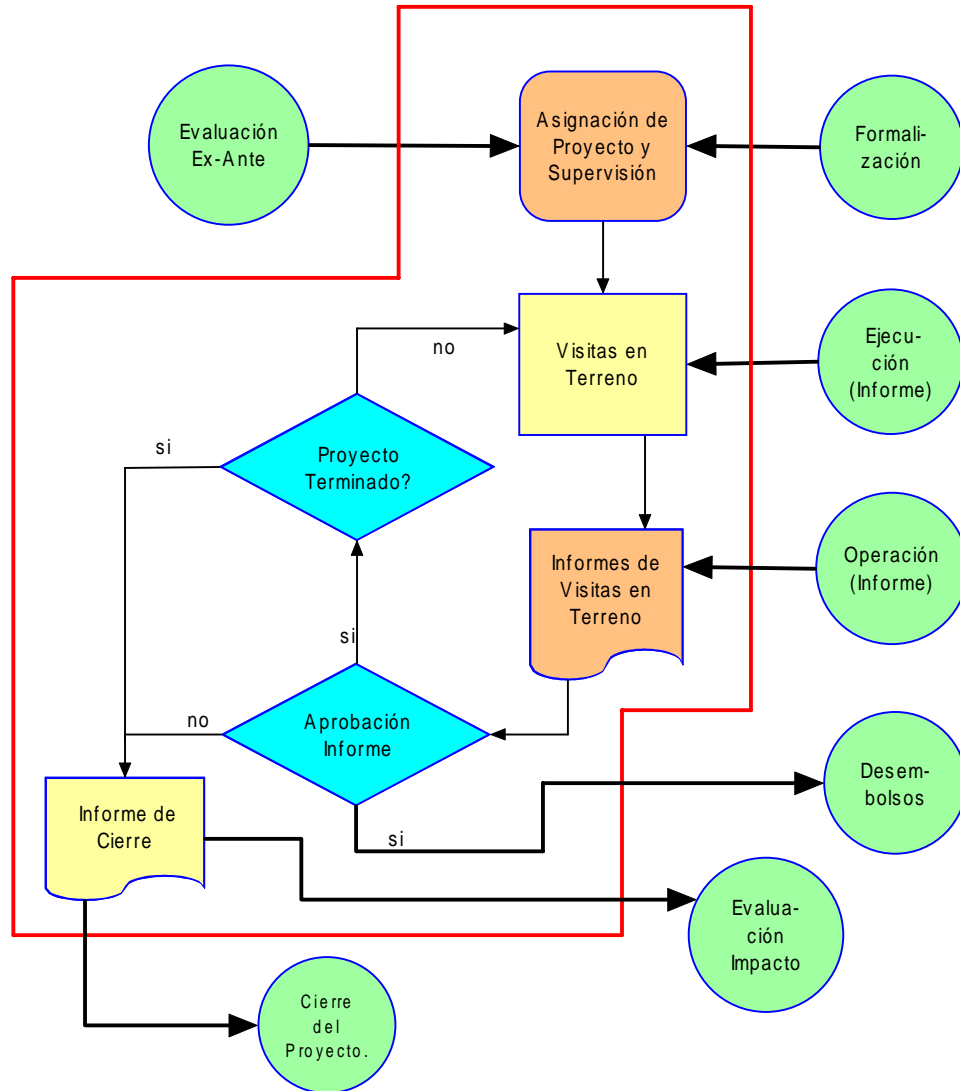 Evaluación
Ex-Ante
Asignación de
Proyecto y
Supervisión
Formali-
zación
no
Visitas en
Terreno
Ejecu-
ción
(Informe)
si
Proyecto
Terminado?
Informes de
Visitas en
Terreno
Operación
(Informe)
si
no
Aprobación
Informe
Desem-
bolsos
Informe de
Cierre
si
Evalua-
ción
Impacto
Cierre
del
Proyecto.